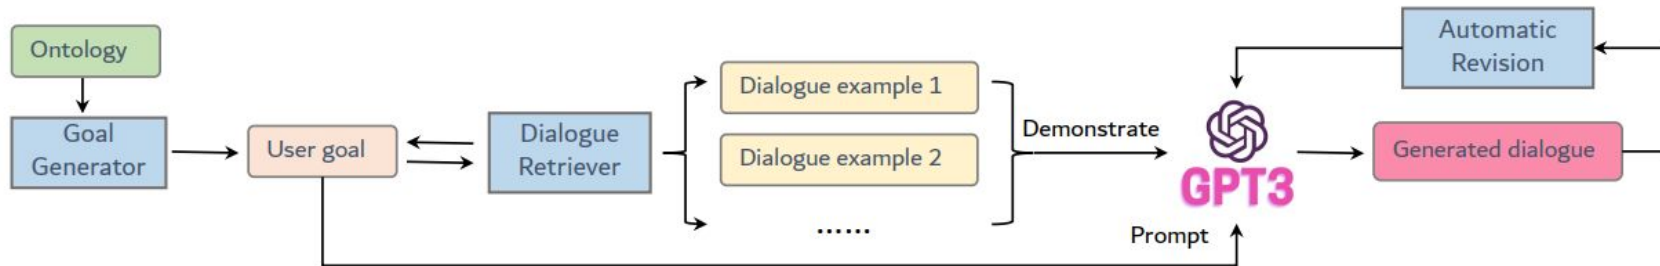 Ontology
Goal
Generator
User goal
Dialogue
Retriever
Dialogue example 1
Dialogue example 2
......
Demonstrate
Prompt
GPT3
Generated dialogue
Automatic
Revision